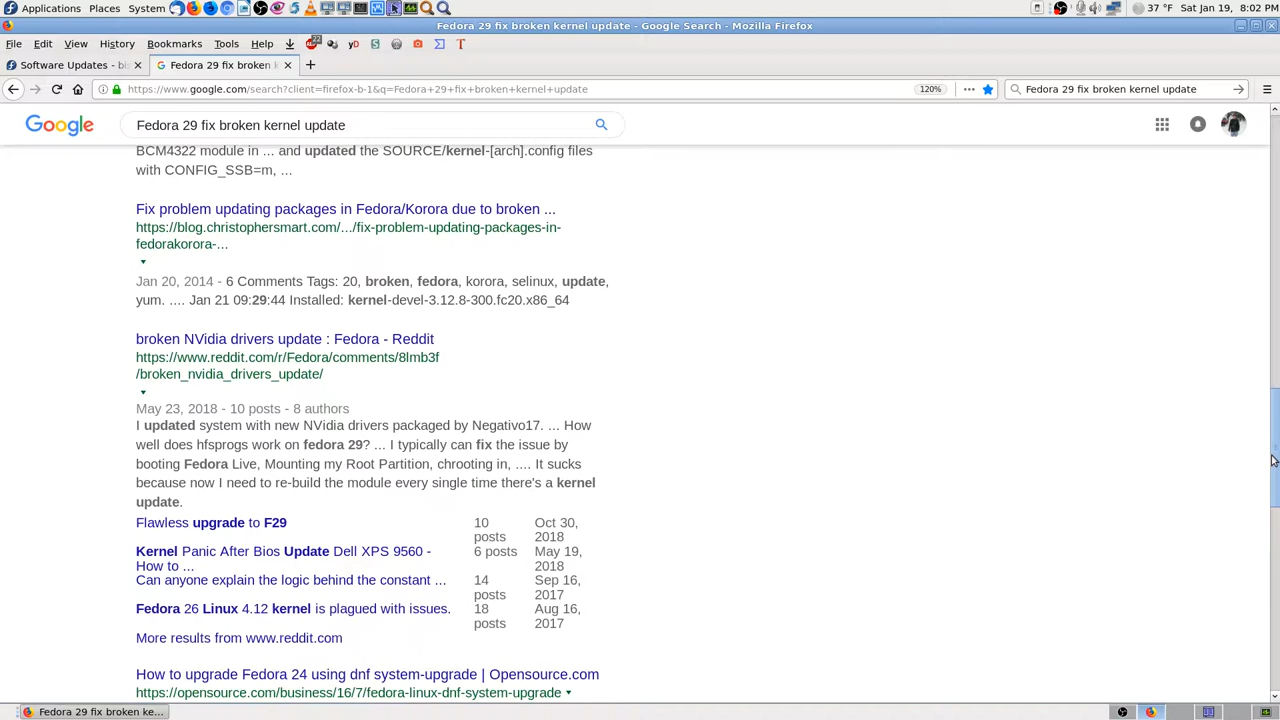 Applications Places System 37 °F Sat Jan 19, 8:02 PM
Fedora 29 fix broken kernel update - Google Search - Mozilla Firefox
File Edit View History Bookmarks Tools Help
Software Updates - bi Fedora 29 fix broken k
https://www.google.com/search?client=firefox-b-1&q=Fedora+29+fix+broken+kernel+update 120% Fedora 29 fix broken kernel update
Google Fedora 29 fix broken kernel update
BCM4322 module in ... and updated the SOURCE/kernel-[arch].config files
with CONFIG_SSB=m, ...
Fix problem updating packages in Fedora/Korora due to broken ...
https://blog.christophersmart.com/.../fix-problem-updating-packages-in-
fedorakorora-...
Jan 20, 2014 - 6 Comments Tags: 20, broken, fedora, korora, selinux, update,
yum. .... Jan 21 09:29:44 Installed: kernel-devel-3.12.8-300.fc20.x86_64
broken NVidia drivers update : Fedora - Reddit
https://www.reddit.com/r/Fedora/comments/8lmb3f
/broken_nvidia_drivers_update/
May 23, 2018 - 10 posts - 8 authors
I updated system with new NVidia drivers packaged by Negativo17. ... How
well does hfsprogs work on fedora 29? ... I typically can fix the issue by
booting Fedora Live, Mounting my Root Partition, chrooting in, .... It sucks
because now I need to re-build the module every single time there's a kernel
update.
Flawless upgrade to F29 10 posts Oct 30, 2018
Kernel Panic After Bios Update Dell XPS 9560 - How to ... 6 posts May 19, 2018
Can anyone explain the logic behind the constant ... 14 posts Sep 16, 2017
Fedora 26 Linux 4.12 kernel is plagued with issues. 18 posts Aug 16, 2017
More results from www.reddit.com
How to upgrade Fedora 24 using dnf system-upgrade | Opensource.com
https://opensource.com/business/16/7/fedora-linux-dnf-system-upgrade
Fedora 29 fix broken ke...